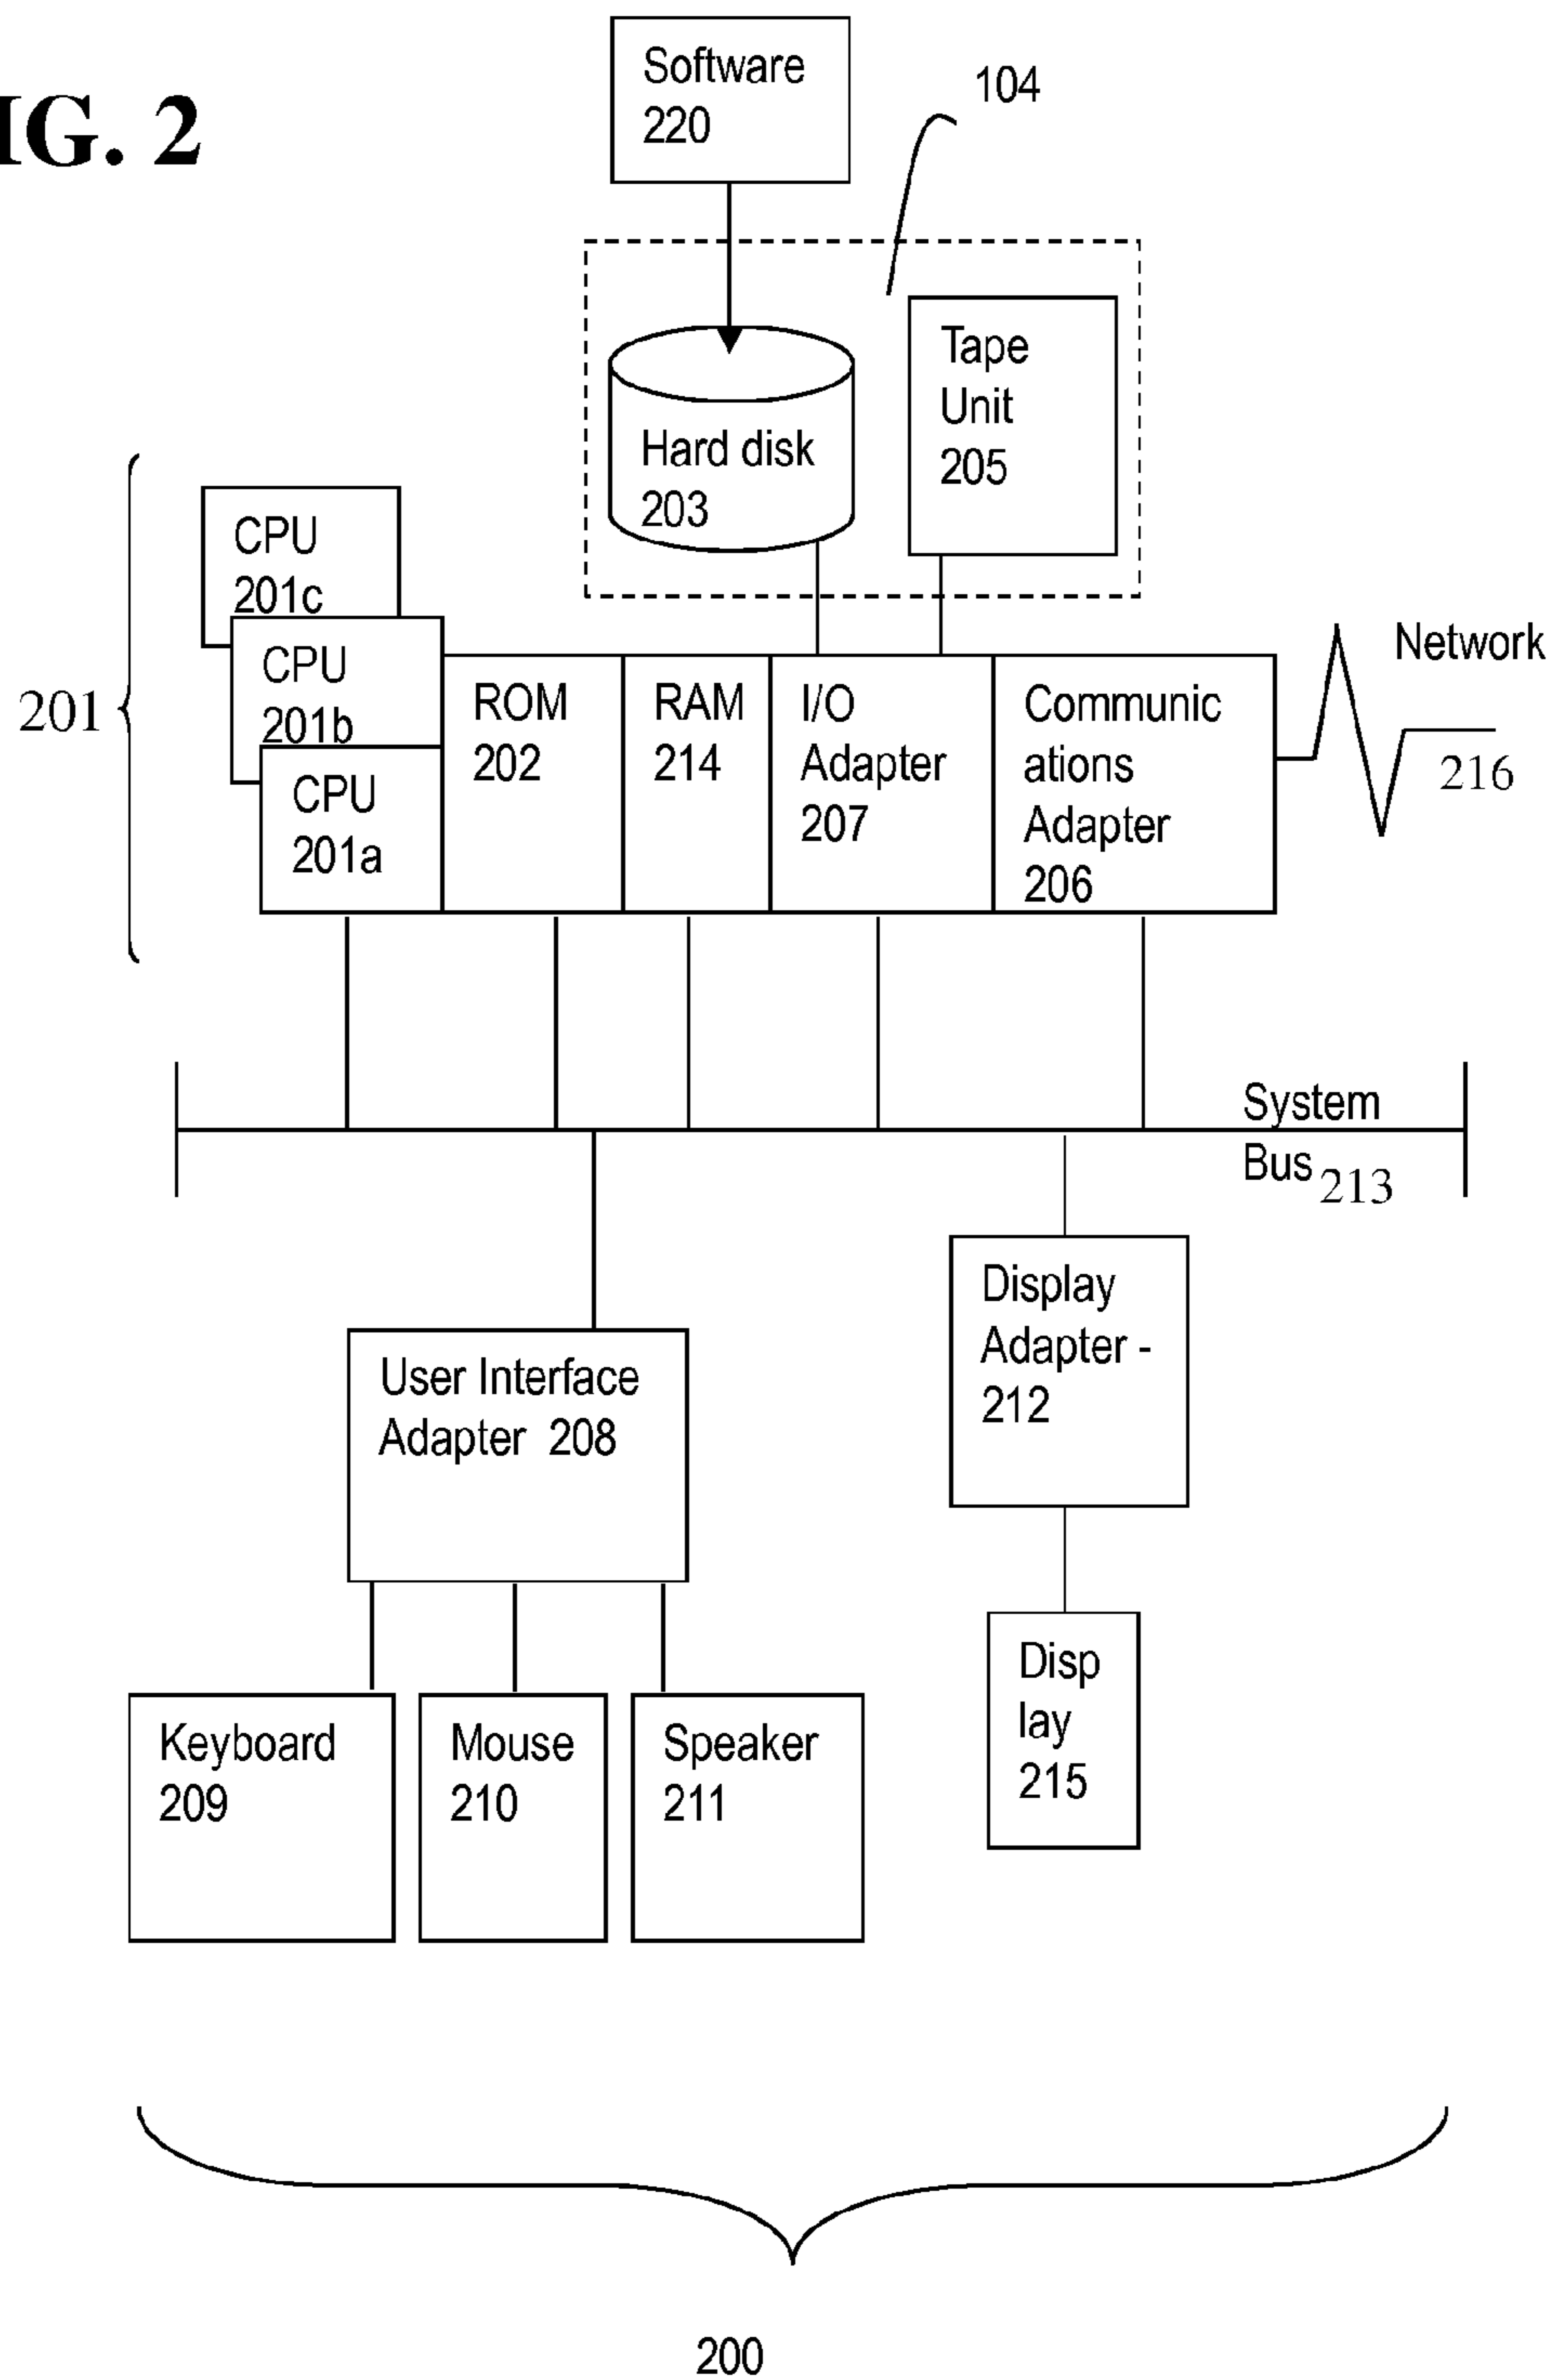 IG. 2
Software
220
104
Tape
Unit
205
Hard disk
203
CPU
201c
CPU
201b
CPU
201a
201
ROM
202
RAM
214
I/O
Adapter
207
Communic
ations
Adapter
206
Network
216
System
Bus 213
Display
Adapter -
212
User Interface
Adapter 208
Disp
lay
215
Keyboard
209
Mouse
210
Speaker
211
200